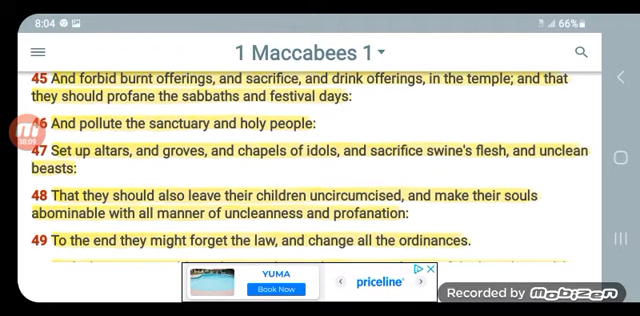 8:04
66%
1 Maccabees 1
45 And forbid burnt offerings, and sacrifice, and drink offerings, in the temple; and that
they should profane the sabbaths and festival days:
46 And pollute the sanctuary and holy people:
47 Set up altars, and groves, and chapels of idols, and sacrifice swine's flesh, and unclean
beasts:
48 That they should also leave their children uncircumcised, and make their souls
abominable with all manner of uncleanness and profanation:
49 To the end they might forget the law, and change all the ordinances.
18:09
YUMA
Book Now
priceline
Recorded by Mobizen